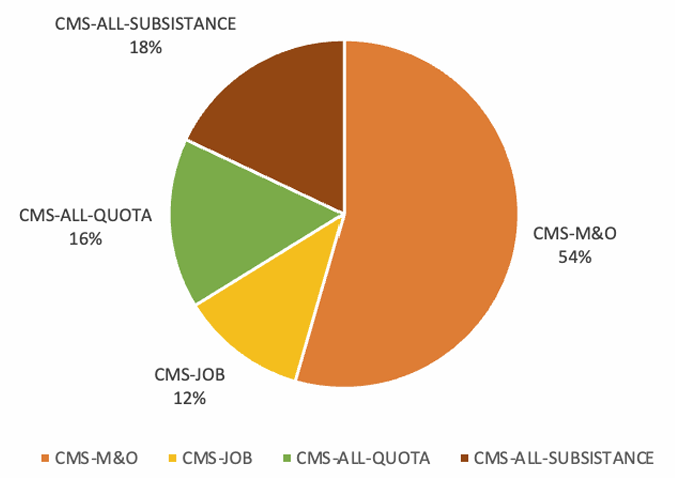 CMS-ALL-SUBSISTANCE
18%
CMS-ALL-QUOTA
16%
CMS-M&O
54%
CMS-JOB
12%
CMS-M&O CMS-JOB CMS-ALL-QUOTA CMS-ALL-SUBSISTANCE